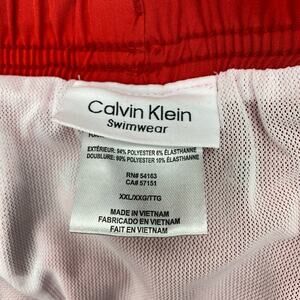 Calvin Klein
Swimwear
EXTÉRIEUR: 94% POLYESTER 6% ÉLASTHANNE
DOUBLURE: 90% POLYESTER 10% ÉLASTHANNE
RN# 54163
CA# 57151
XXL/XXG/TTG
MADE IN VIETNAM
FABRICADO EN VIETNAM
FAIT EN VIETNAM